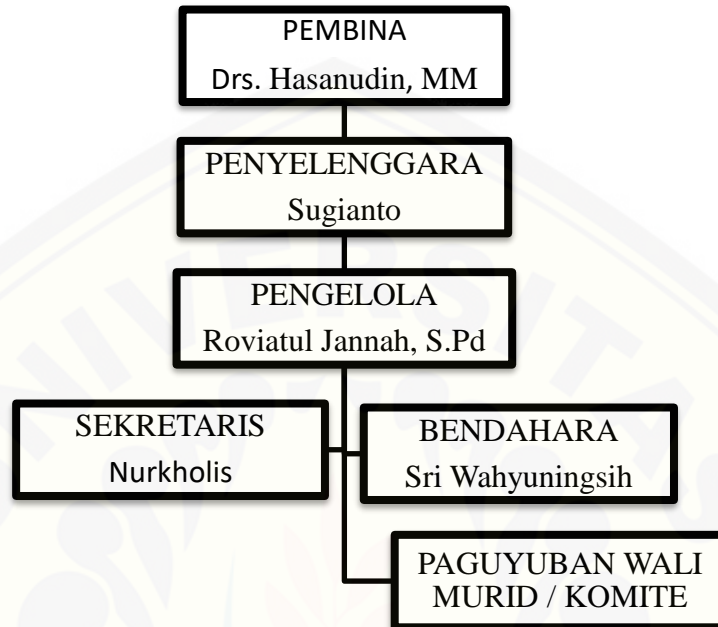 PEMBINA
Drs. Hasanudin, MM
PENYELENGGARA
Sugianto
PENGELOLA
Roviatul Jannah, S.Pd
SEKRETARIS
Nurkholis
BENDAHARA
Sri Wahyuningsih
PAGUYUBAN WALI
MURID / KOMITE
UNIVERSITAS